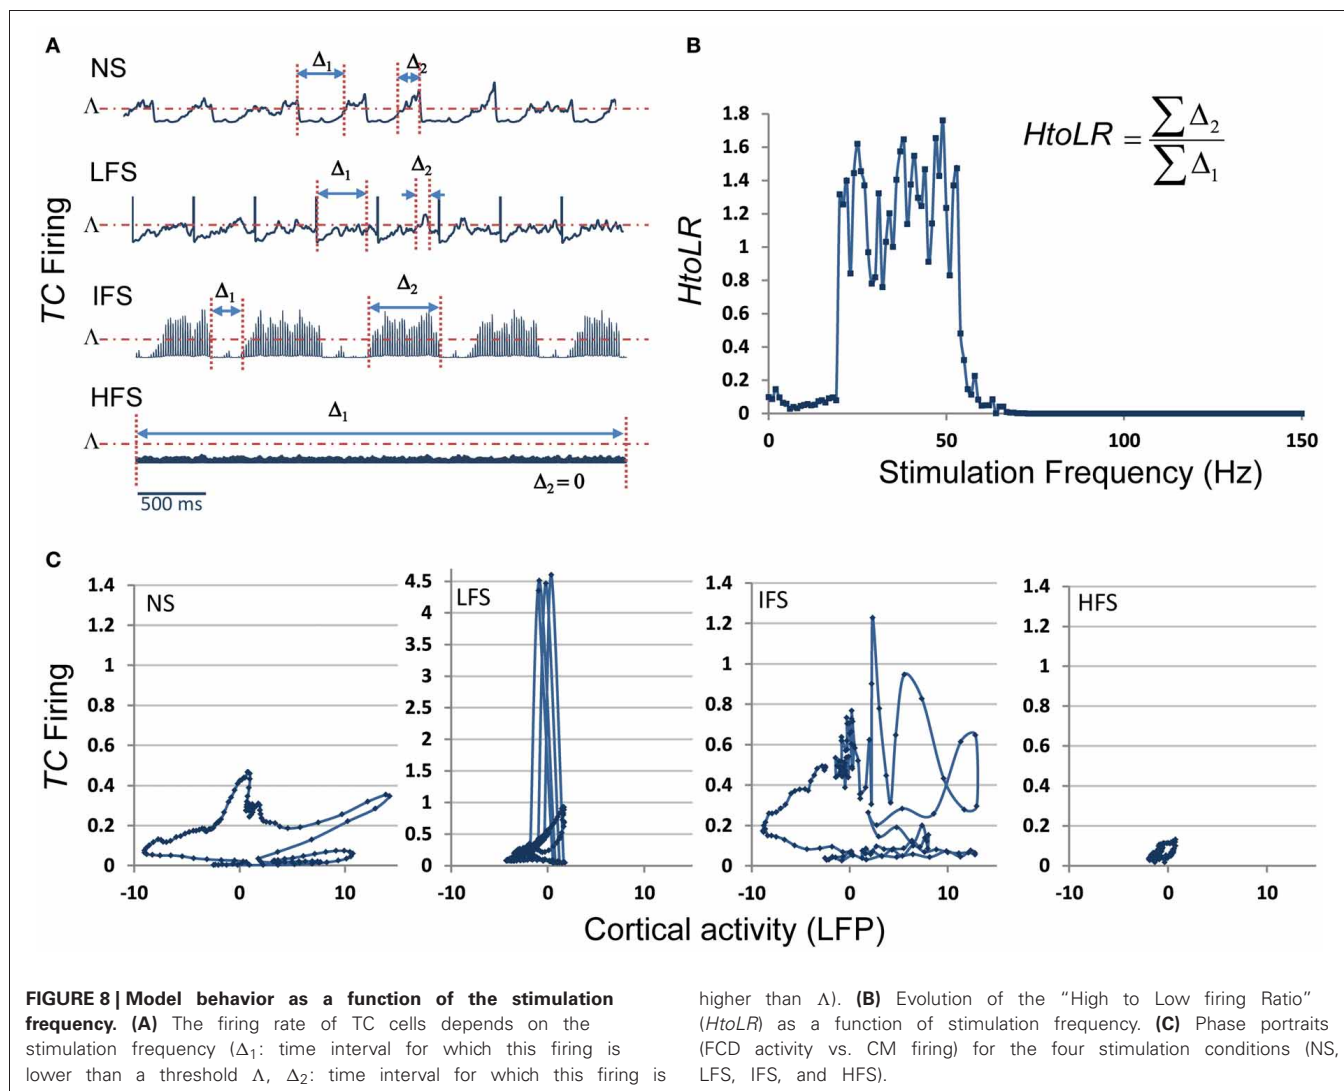 A
NS
Λ
Δ1
Δ2
LFS
Λ
Δ1
Δ2
IFS
Λ
Δ1
Δ2
HFS
Λ
Δ1
Δ2 = 0
500 ms
TC Firing
B
HtoLR = ∑Δ2 / ∑Δ1
1.8
1.6
1.4
1.2
1
0.8
0.6
0.4
0.2
0
HtoLR
0 50 100 150
Stimulation Frequency (Hz)
C
TC Firing
NS
1.4
1.2
1
0.8
0.6
0.4
0.2
0
-10 0 10
LFS
4.5
4
3.5
3
2.5
2
1.5
1
0.5
0
-10 0 10
IFS
1.4
1.2
1
0.8
0.6
0.4
0.2
0
-10 0 10
HFS
1.4
1.2
1
0.8
0.6
0.4
0.2
0
-10 0 10
Cortical activity (LFP)
FIGURE 8 | Model behavior as a function of the stimulation
frequency. (A) The firing rate of TC cells depends on the
stimulation frequency (Δ1: time interval for which this firing is
lower than a threshold Λ, Δ2: time interval for which this firing is
higher than Λ). (B) Evolution of the “High to Low firing Ratio”
(HtoLR) as a function of stimulation frequency. (C) Phase portraits
(FCD activity vs. CM firing) for the four stimulation conditions (NS,
LFS, IFS, and HFS).